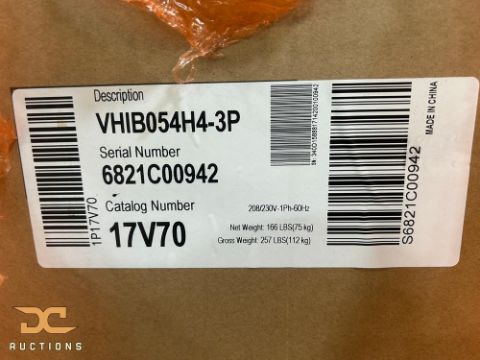 Description
VHIB054H4-3P
Serial Number
6821C00942
Catalog Number
17V70
1P17V70
208/230V-1Ph-60Hz
Net Weight: 166 LBS(75 kg)
Gross Weight: 257 LBS(112 kg)
S6821C00942
MADE IN CHINA
DC
AUCTIONS